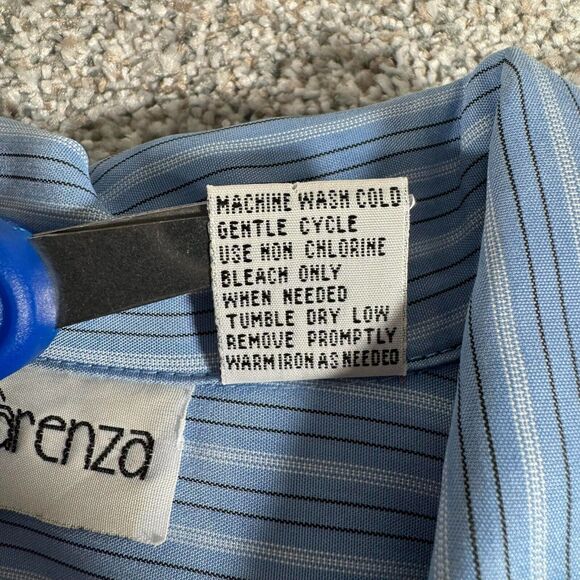 MACHINE WASH COLD
GENTLE CYCLE
USE NON CHLORINE
BLEACH ONLY
WHEN NEEDED
TUMBLE DRY LOW
REMOVE PROMPTLY
WARM IRON AS NEEDED
arenza